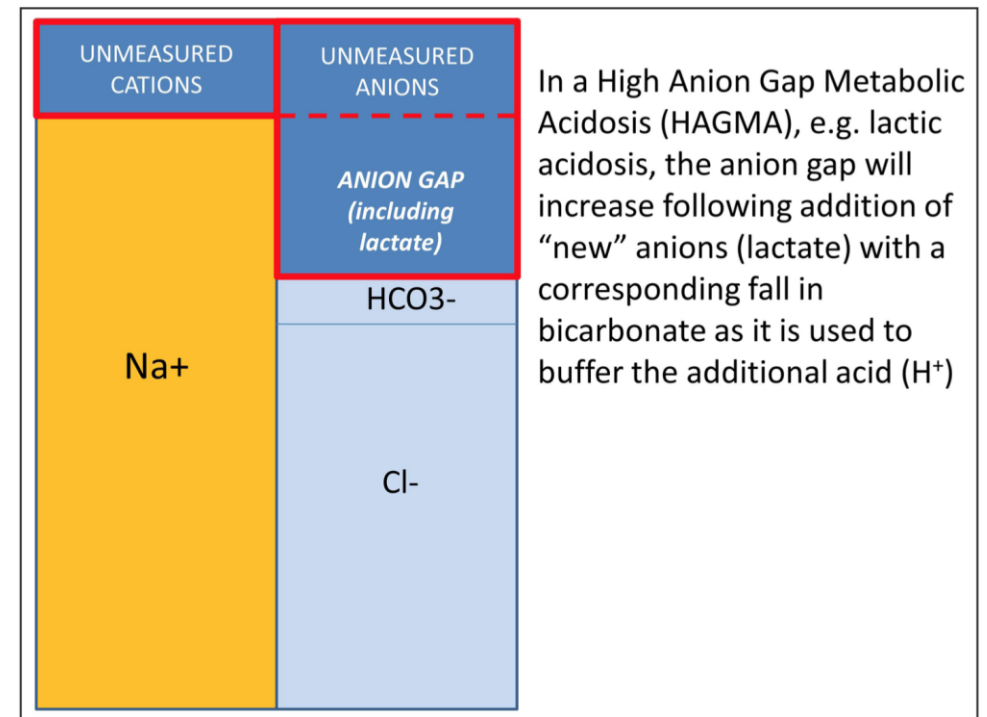 UNMEASURED
CATIONS
UNMEASURED
ANIONS
ANION GAP
(including
lactate)
HCO3-
Na+
Cl-
In a High Anion Gap Metabolic
Acidosis (HAGMA), e.g. lactic
acidosis, the anion gap will
increase following addition of
“new” anions (lactate) with a
corresponding fall in
bicarbonate as it is used to
buffer the additional acid (H⁺)